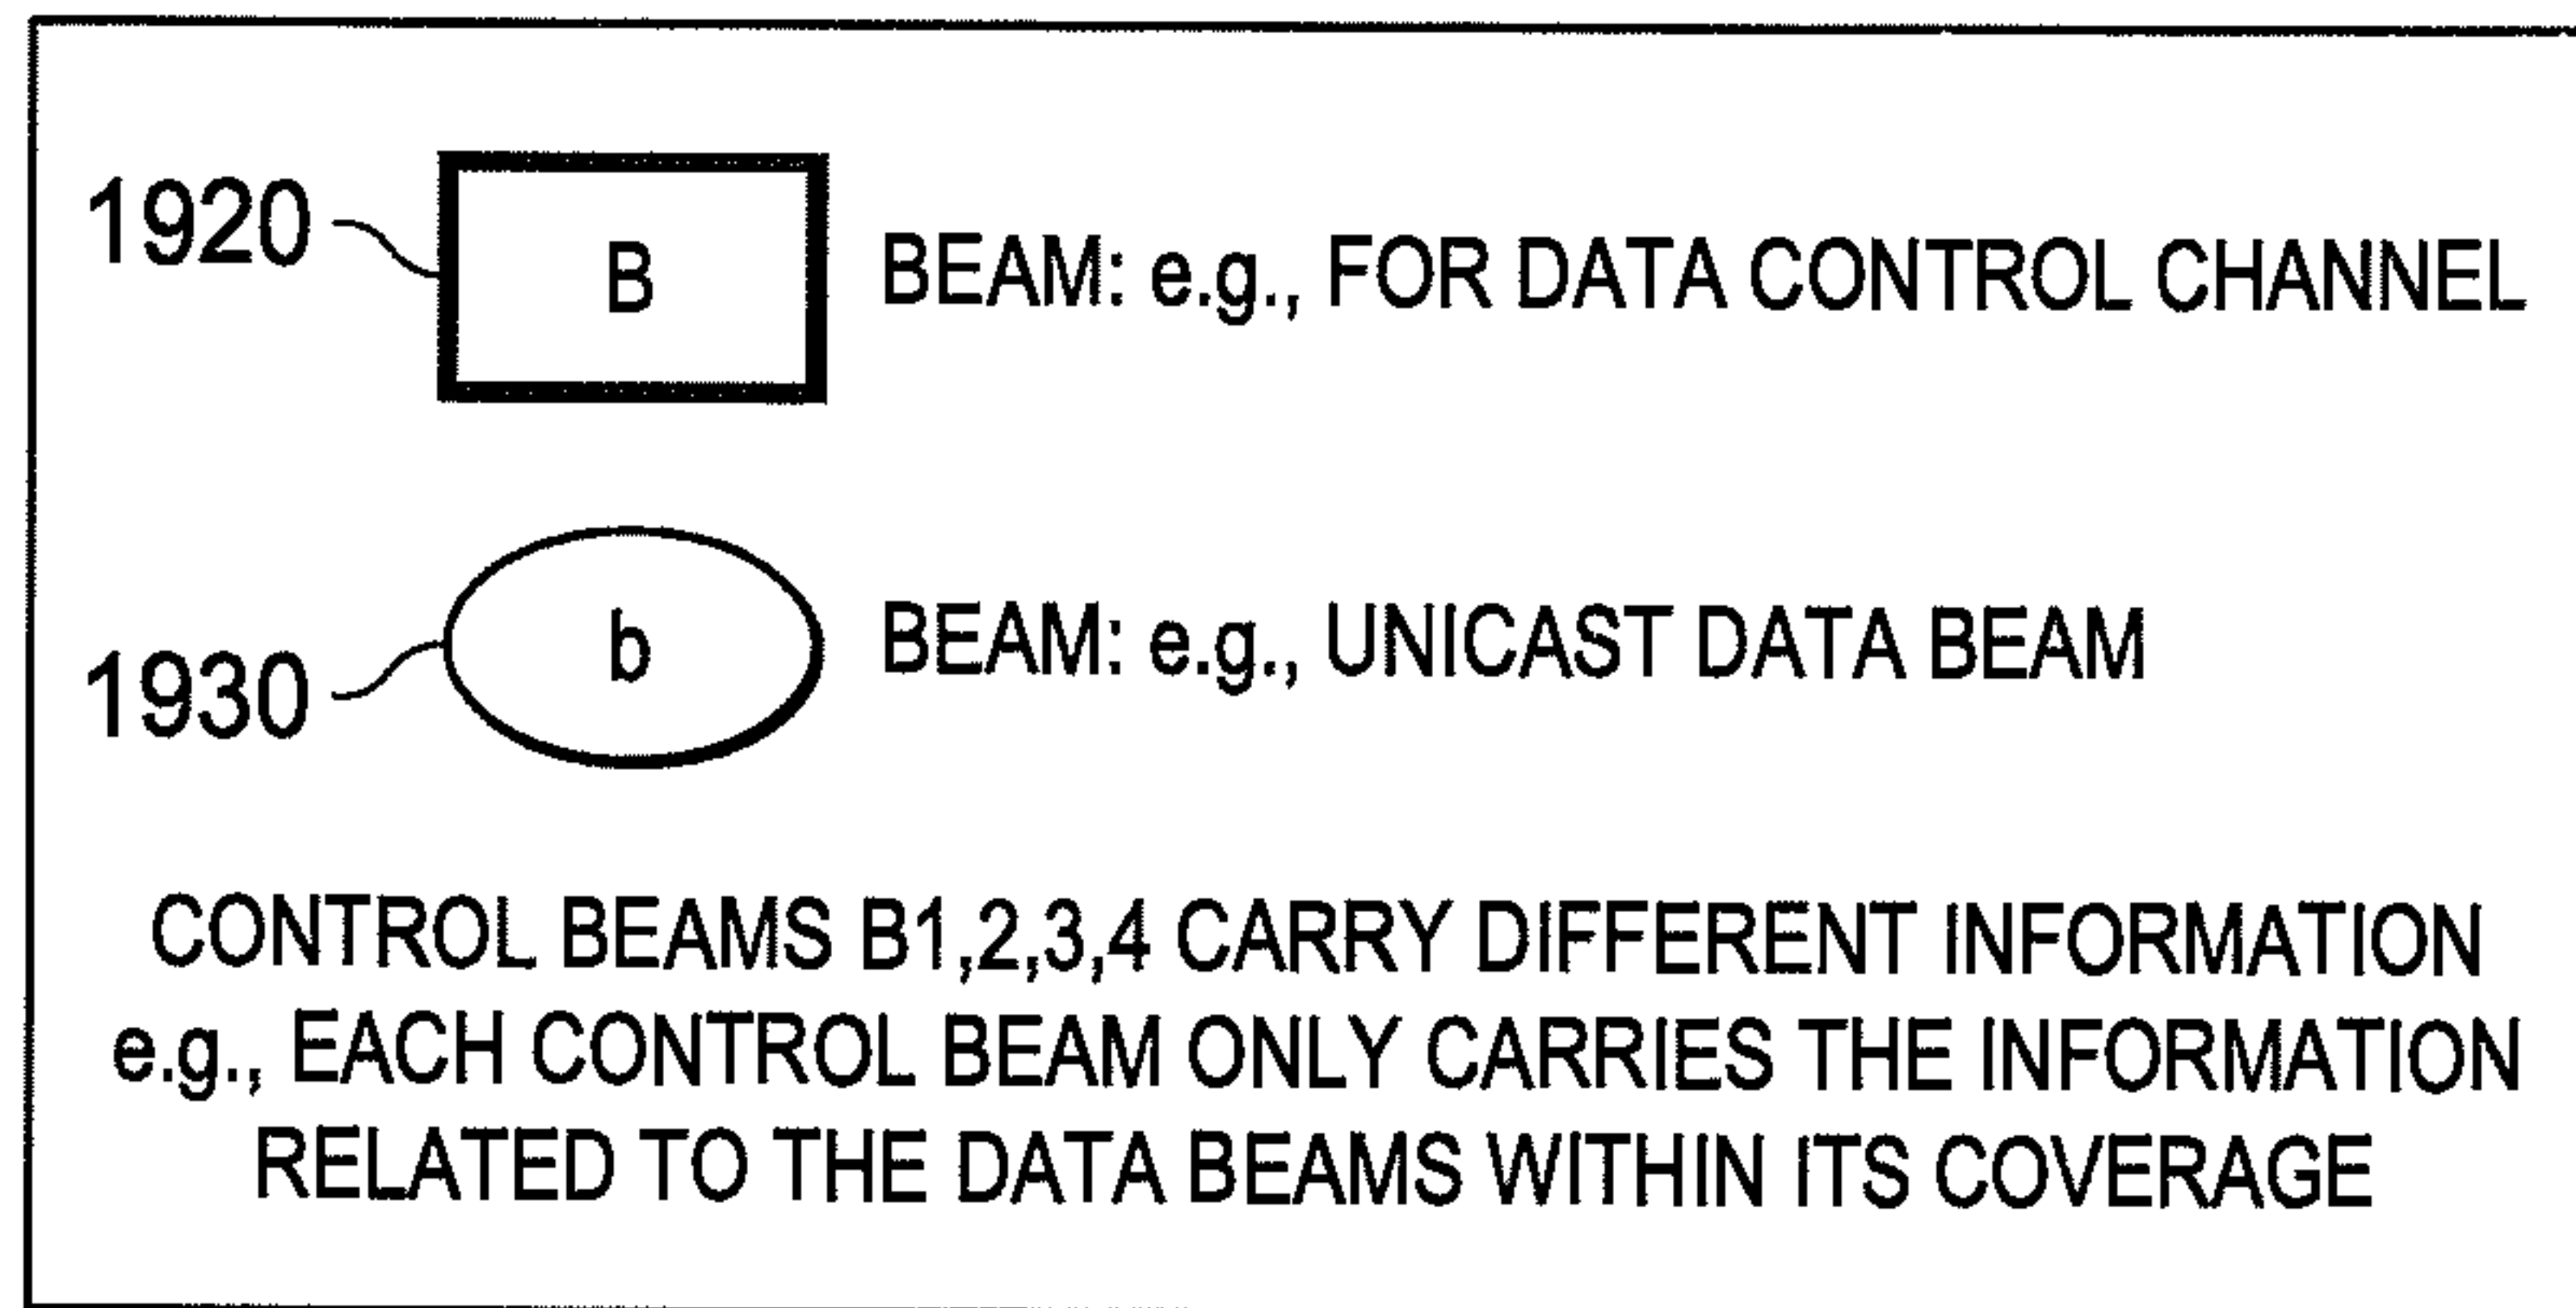 1920 B BEAM: e.g., FOR DATA CONTROL CHANNEL
1930 b BEAM: e.g., UNICAST DATA BEAM
CONTROL BEAMS B1,2,3,4 CARRY DIFFERENT INFORMATION
e.g., EACH CONTROL BEAM ONLY CARRIES THE INFORMATION
RELATED TO THE DATA BEAMS WITHIN ITS COVERAGE